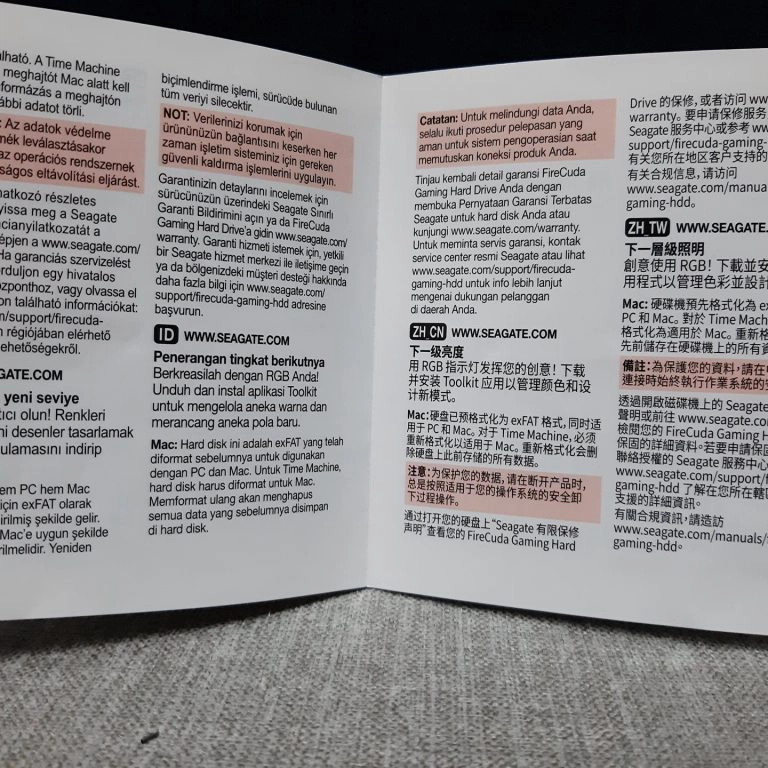 A Time Machine
meghajtót Mac alatt kell
formázás a meghajtón
adatot törli.
Az adatok védelme
leválasztásakor
az operációs rendszernek
eltávolítási eljárást.
részletes
meg a Seagate
a www.seagate.com/
Ha garanciás szervizelést
egy hivatalos
vagy olvassa el
található információkat:
régiójában elérhető
yeni seviye
olun! Renkleri
desenler tasarlamak
indirip
PC hem Mac
için exFAT olarak
şekilde gelir.
Mac'e uygun şekilde
Yeniden
biçimlendirme işlemi, sürücüde bulunan
tüm veriyi silecektir.
NOT: Verilerinizi korumak için
ürününüzün bağlantısını keserken her
zaman işletim sisteminiz için gereken
güvenli kaldırma işlemlerini uygulayın.
Garantinizin detaylarını incelemek için
sürücünüzün üzerindeki Seagate Sınırlı
Garanti Bildirimini açın ya da FireCuda
Gaming Hard Drive'a gidin www.seagate.com/
warranty. Garanti hizmeti istemek için, yetkili
bir Seagate hizmet merkezi ile iletişime geçin
ya da bölgenizdeki müşteri desteği hakkında
daha fazla bilgi için www.seagate.com/
support/firecuda-gaming-hdd adresine
başvurun.
ID WWW.SEAGATE.COM
Penerangan tingkat berikutnya
Berkreasilah dengan RGB Anda!
Unduh dan instal aplikasi Toolkit
untuk mengelola aneka warna dan
merancang aneka pola baru.
Mac: Hard disk ini adalah exFAT yang telah
diformat sebelumnya untuk digunakan
dengan PC dan Mac. Untuk Time Machine,
hard disk harus diformat untuk Mac.
Memformat ulang akan menghapus
semua data yang sebelumnya disimpan
di hard disk.
Catatan: Untuk melindungi data Anda,
selalu ikuti prosedur pelepasan yang
aman untuk sistem pengoperasian saat
memutuskan koneksi produk Anda.
Tinjau kembali detail garansi FireCuda
Gaming Hard Drive Anda dengan
membuka Pernyataan Garansi Terbatas
Seagate untuk hard disk Anda atau
kunjungi www.seagate.com/warranty.
Untuk meminta servis garansi, kontak
service center resmi Seagate atau lihat
www.seagate.com/support/firecuda-
gaming-hdd untuk info lebih lanjut
mengenai dukungan pelanggan
di daerah Anda.
ZH_CN WWW.SEAGATE.COM
下一级亮度
用 RGB 指示灯发挥您的创意！下载
并安装 Toolkit 应用以管理颜色和设
计新模式。
Mac：硬盘已预格式化为 exFAT 格式，同时适
用于 PC 和 Mac。对于 Time Machine，必须
重新格式化以适用于 Mac。重新格式化会删
除硬盘上此前存储的所有数据。
注意：为保护您的数据，请在断开产品时，
总是按照适用于您的操作系统的安全卸
下过程操作。
通过打开您的硬盘上“Seagate 有限保修
声明”查看您的 FireCuda Gaming Hard
Drive 的保修，或者访问
warranty。要申请保修服务
Seagate 服务中心或参考
support/firecuda-gaming-
有关您所在地区客户支持的
有关合规信息，请访问
www.seagate.com/manua
gaming-hdd。
ZH_TW WWW.SEAGATE.
下一層級照明
創意使用 RGB！下載並安
用程式以管理色彩並設計
Mac：硬碟機預先格式化為
PC 和 Mac。對於 Time
格式化為適用於 Mac。重新格
先前儲存在硬碟機上的所有資
備註：為保護您的資料，請在
連接時始終執行作業系統的安
透過開啟磁碟機上的 Seagate
聲明或前往 www.seagate.
檢閱您的 FireCuda Gaming
保固的詳細資料。若要申請保固
聯絡授權的 Seagate 服務中心
www.seagate.com/support/
gaming-hdd 了解在您所在轄區
支援的詳細資訊。
有關合規資訊，請造訪
www.seagate.com/manuals/
gaming-hdd。